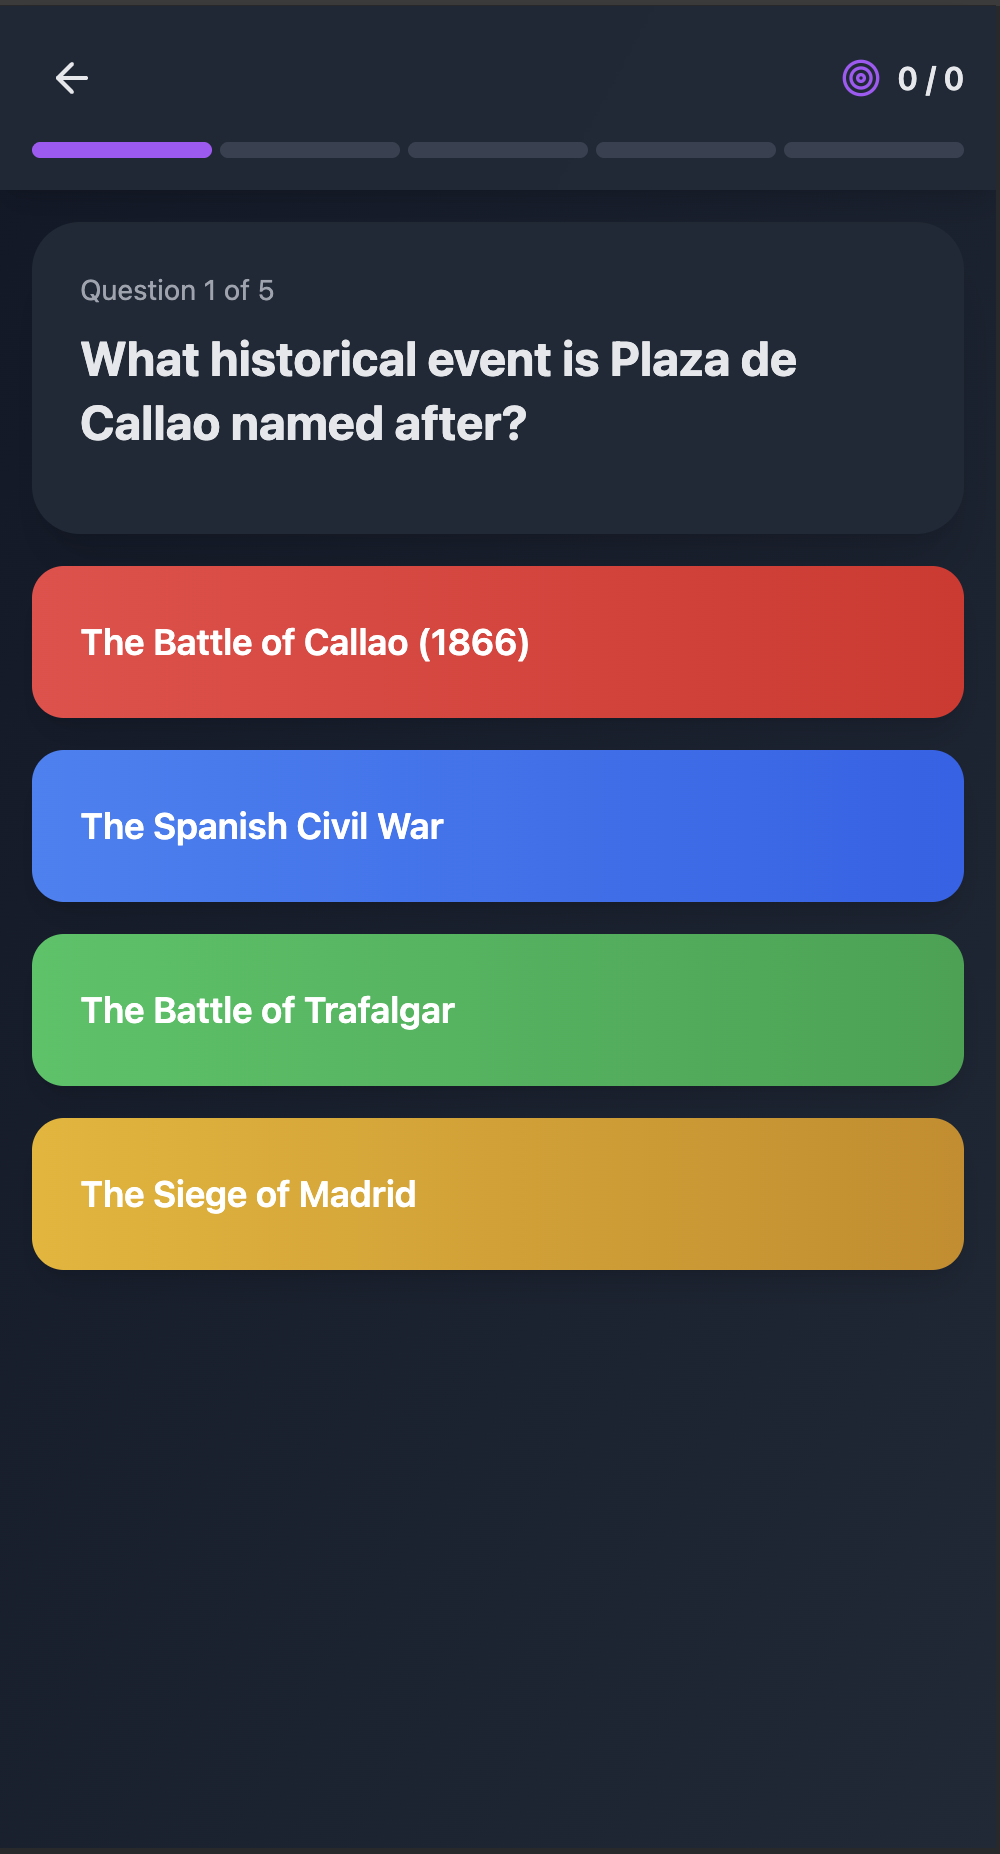 0 / 0
Question 1 of 5
What historical event is Plaza de
Callao named after?
The Battle of Callao (1866)
The Spanish Civil War
The Battle of Trafalgar
The Siege of Madrid